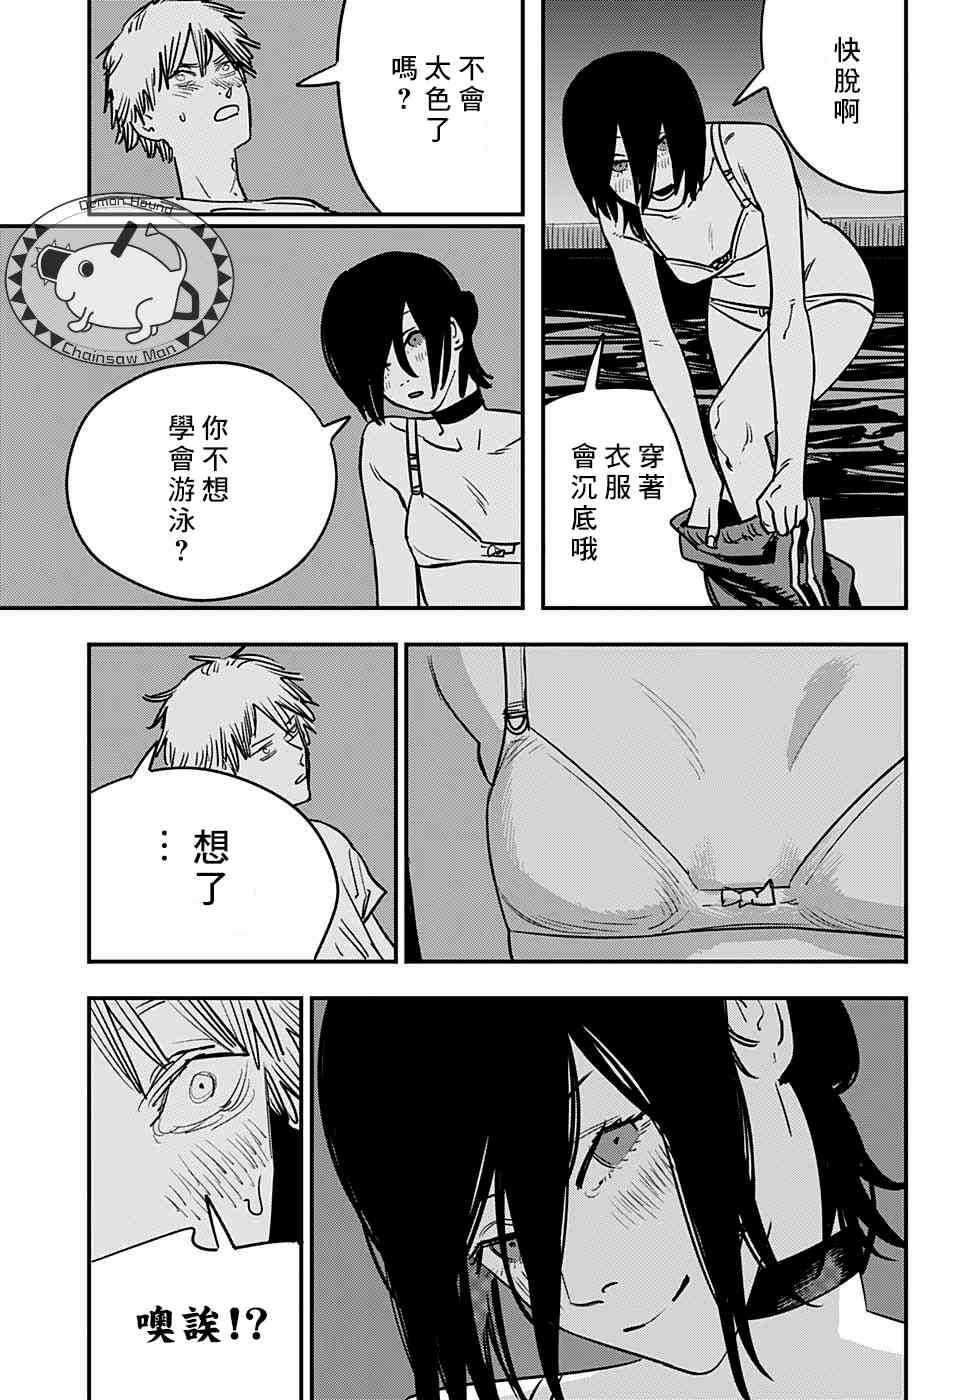 快脫啊
穿著
衣服
會沉底哦
不會
太色了
嗎？
你不想
學會游泳？
想了
…
噢誒!?
Demon Hound
Chainsaw Man